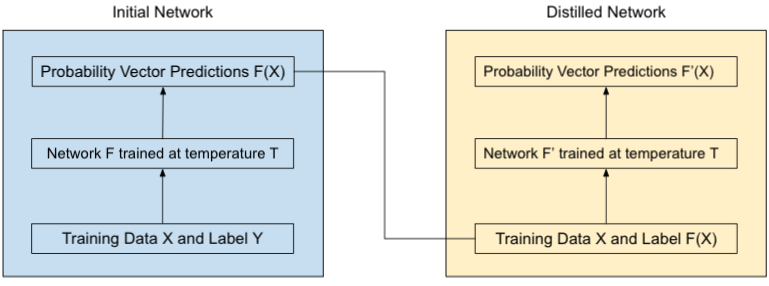 Initial Network
Probability Vector Predictions F(X)
Network F trained at temperature T
Training Data X and Label Y
Distilled Network
Probability Vector Predictions F’(X)
Network F’ trained at temperature T
Training Data X and Label F(X)